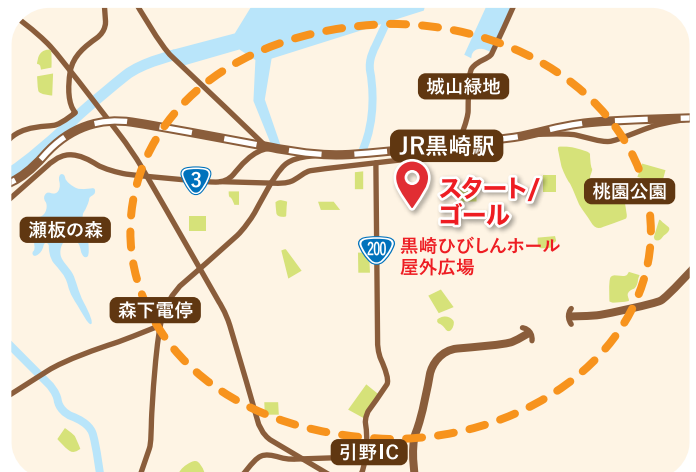 城山緑地
JR黒崎駅
3
スタート/
ゴール
桃園公園
瀬板の森
200
黒崎ひびしんホール
屋外広場
森下電停
引野IC